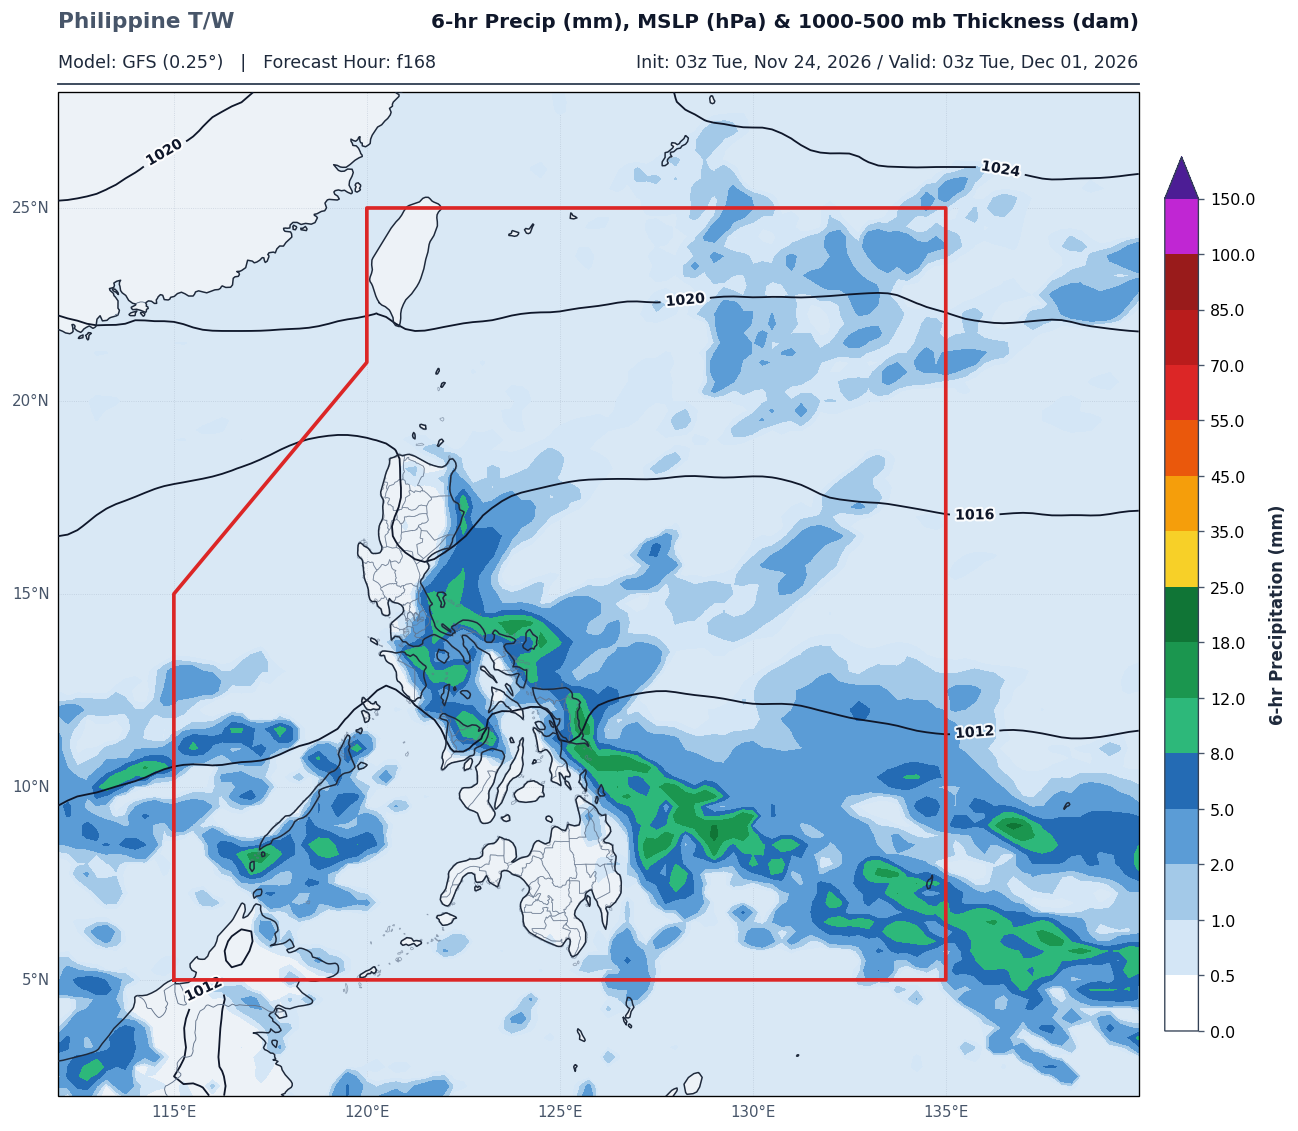 Philippine T/W
6-hr Precip (mm), MSLP (hPa) & 1000-500 mb Thickness (dam)
Model: GFS (0.25°) | Forecast Hour: f168
Init: 03z Tue, Nov 24, 2026 / Valid: 03z Tue, Dec 01, 2026
1020
1024
1020
1016
1012
1012
25°N
20°N
15°N
10°N
5°N
115°E
120°E
125°E
130°E
135°E
150.0
100.0
85.0
70.0
55.0
45.0
35.0
25.0
18.0
12.0
8.0
5.0
2.0
1.0
0.5
0.0
6-hr Precipitation (mm)